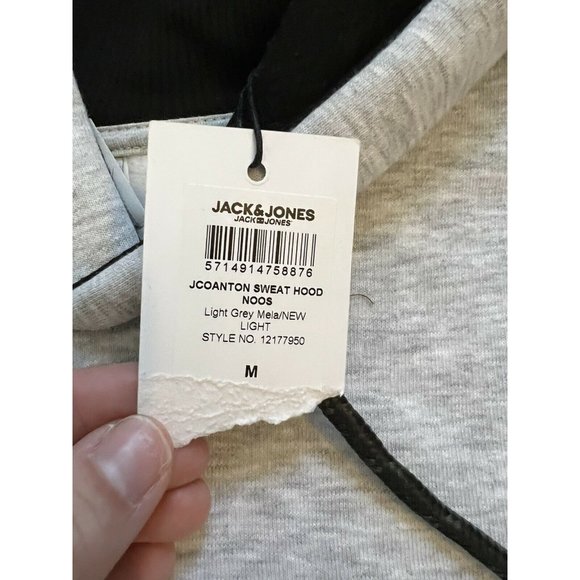 JACK&JONES
JACK&JONES
5714914758876
JCOANTON SWEAT HOOD
NOOS
Light Grey Mela/NEW
LIGHT
STYLE NO. 12177950
M